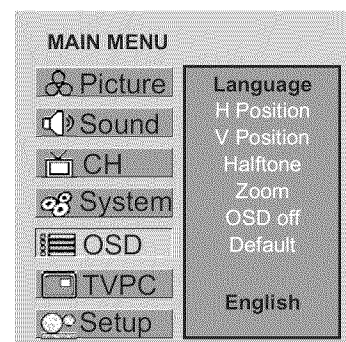 MAIN MENU
Picture
Sound
CH
System
OSD
TVPC
Setup
Language
H Position
V Position
Halftone
Zoom
OSD off
Default
English